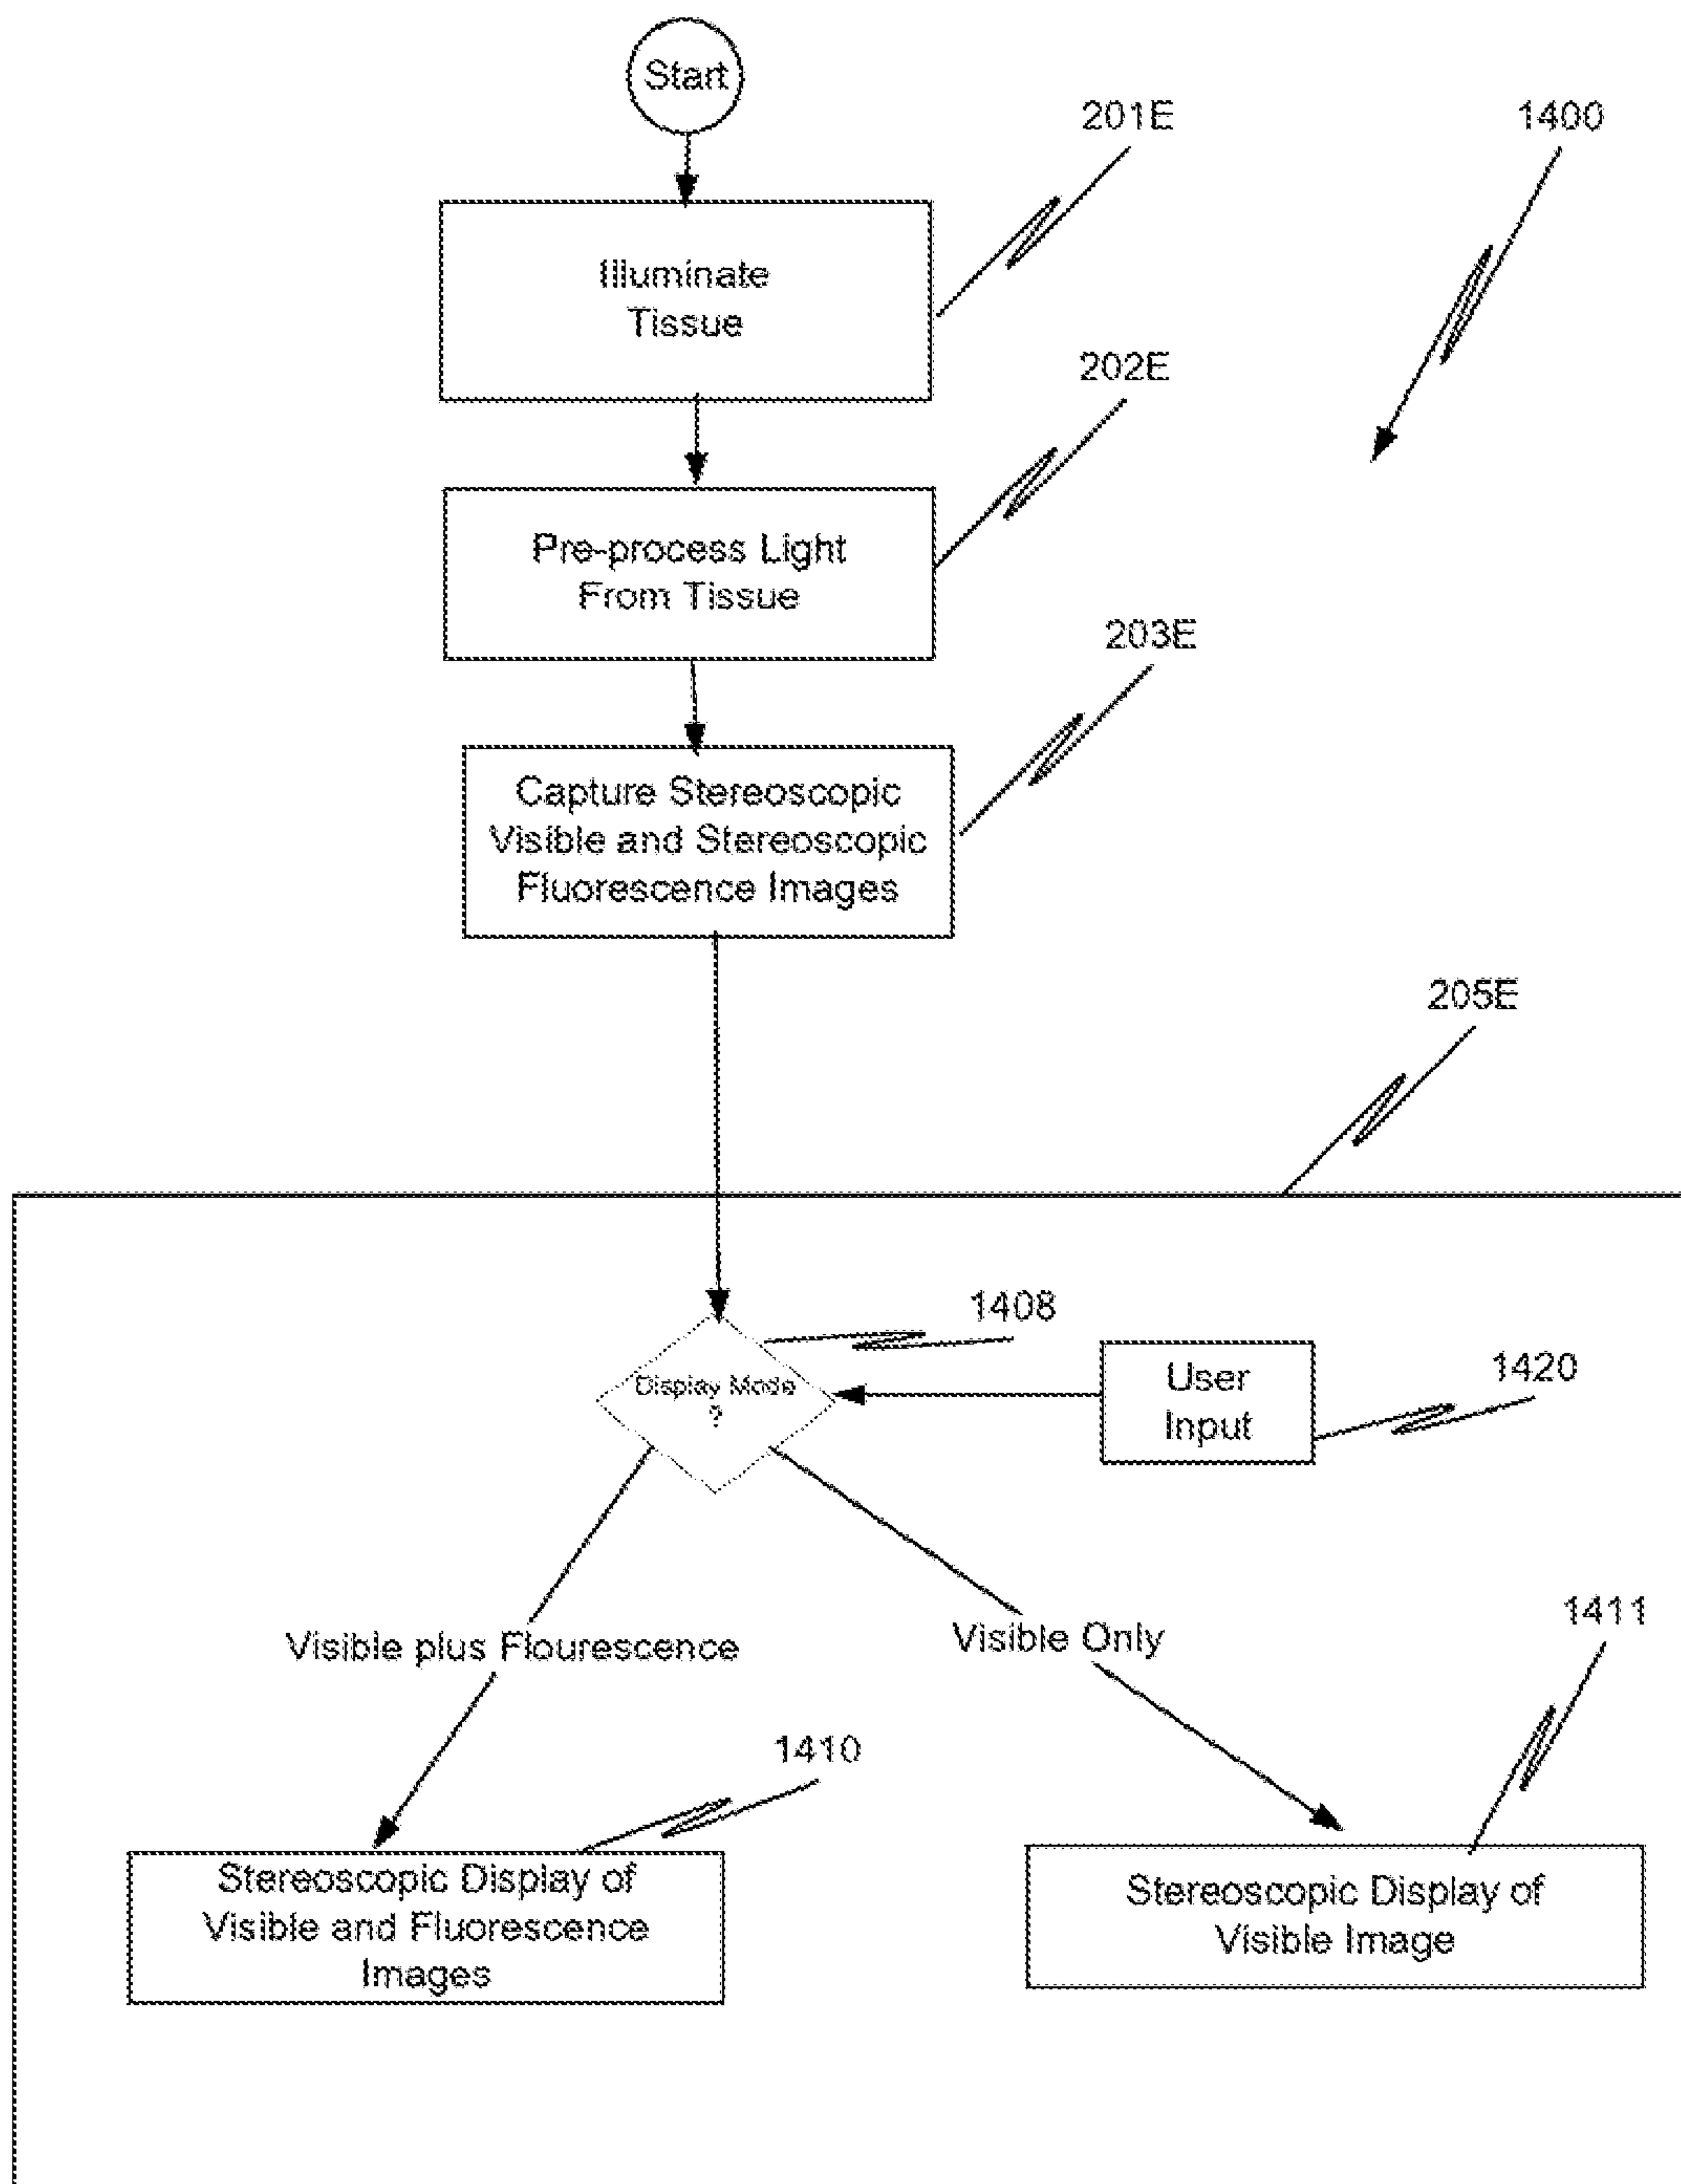 Start
201E
1400
Illuminate
Tissue
202E
Pre-process Light
From Tissue
203E
Capture Stereoscopic
Visible and Stereoscopic
Fluorescence Images
205E
1408
Display Mode
?
User
Input
1420
Visible plus Flourescence
Visible Only
1411
1410
Stereoscopic Display of
Visible and Fluorescence
Images
Stereoscopic Display of
Visible Image